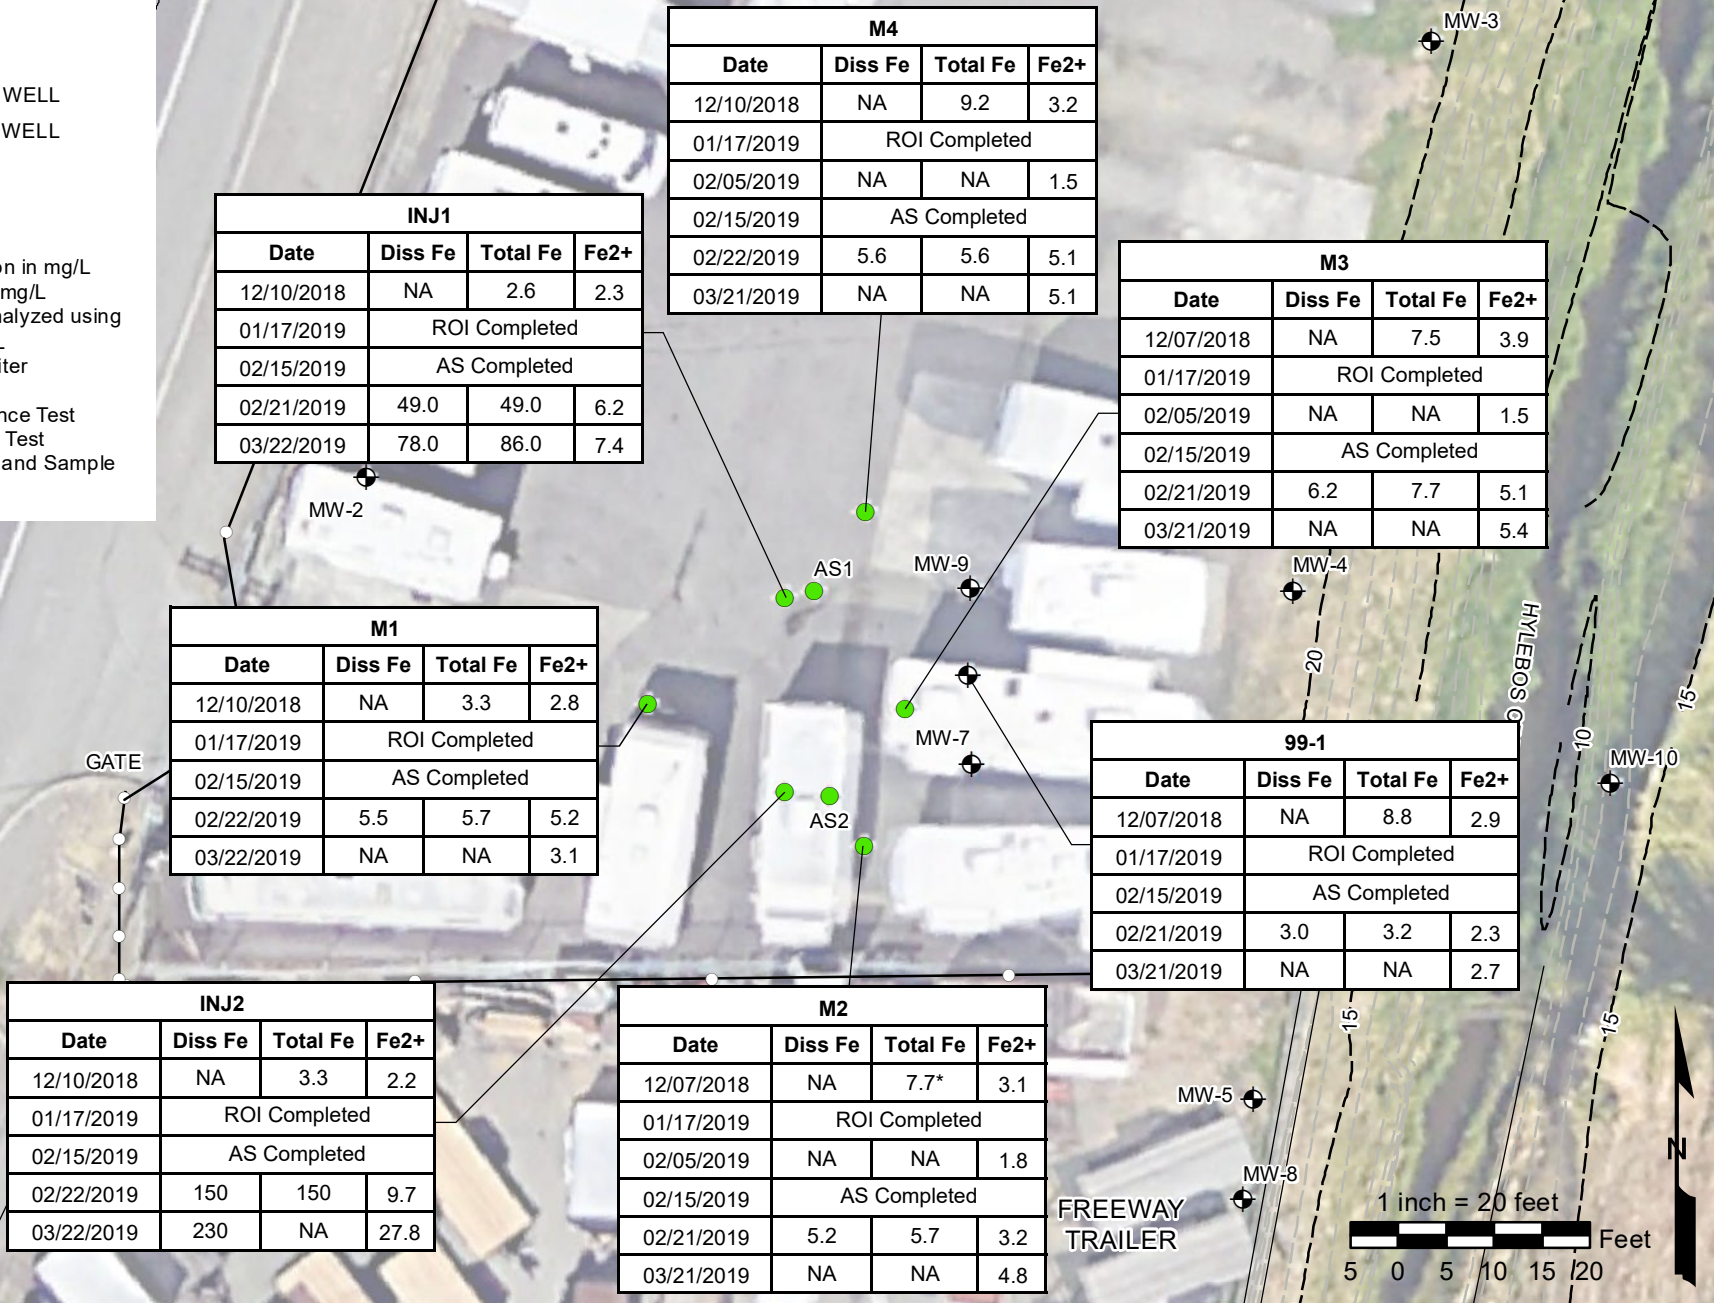 WELL
WELL
on in mg/L
mg/L
nalyzed using
L
iter
nce Test
Test
and Sample
M4
Date Diss Fe Total Fe Fe2+
12/10/2018 NA 9.2 3.2
01/17/2019 ROI Completed
02/05/2019 NA NA 1.5
02/15/2019 AS Completed
02/22/2019 5.6 5.6 5.1
03/21/2019 NA NA 5.1
MW-3
INJ1
Date Diss Fe Total Fe Fe2+
12/10/2018 NA 2.6 2.3
01/17/2019 ROI Completed
02/15/2019 AS Completed
02/21/2019 49.0 49.0 6.2
03/22/2019 78.0 86.0 7.4
M3
Date Diss Fe Total Fe Fe2+
12/07/2018 NA 7.5 3.9
01/17/2019 ROI Completed
02/05/2019 NA NA 1.5
02/15/2019 AS Completed
02/21/2019 6.2 7.7 5.1
03/21/2019 NA NA 5.4
MW-2
AS1
MW-9
MW-4
M1
Date Diss Fe Total Fe Fe2+
12/10/2018 NA 3.3 2.8
01/17/2019 ROI Completed
02/15/2019 AS Completed
02/22/2019 5.5 5.7 5.2
03/22/2019 NA NA 3.1
20
HYLEBOS
15
10
GATE
MW-7
AS2
MW-10
99-1
Date Diss Fe Total Fe Fe2+
12/07/2018 NA 8.8 2.9
01/17/2019 ROI Completed
02/15/2019 AS Completed
02/21/2019 3.0 3.2 2.3
03/21/2019 NA NA 2.7
INJ2
Date Diss Fe Total Fe Fe2+
12/10/2018 NA 3.3 2.2
01/17/2019 ROI Completed
02/15/2019 AS Completed
02/22/2019 150 150 9.7
03/22/2019 230 NA 27.8
M2
Date Diss Fe Total Fe Fe2+
12/07/2018 NA 7.7* 3.1
01/17/2019 ROI Completed
02/05/2019 NA NA 1.8
02/15/2019 AS Completed
02/21/2019 5.2 5.7 3.2
03/21/2019 NA NA 4.8
15
15
MW-5
MW-8
FREEWAY
TRAILER
N
1 inch = 20 feet
Feet
5 0 5 10 15 20